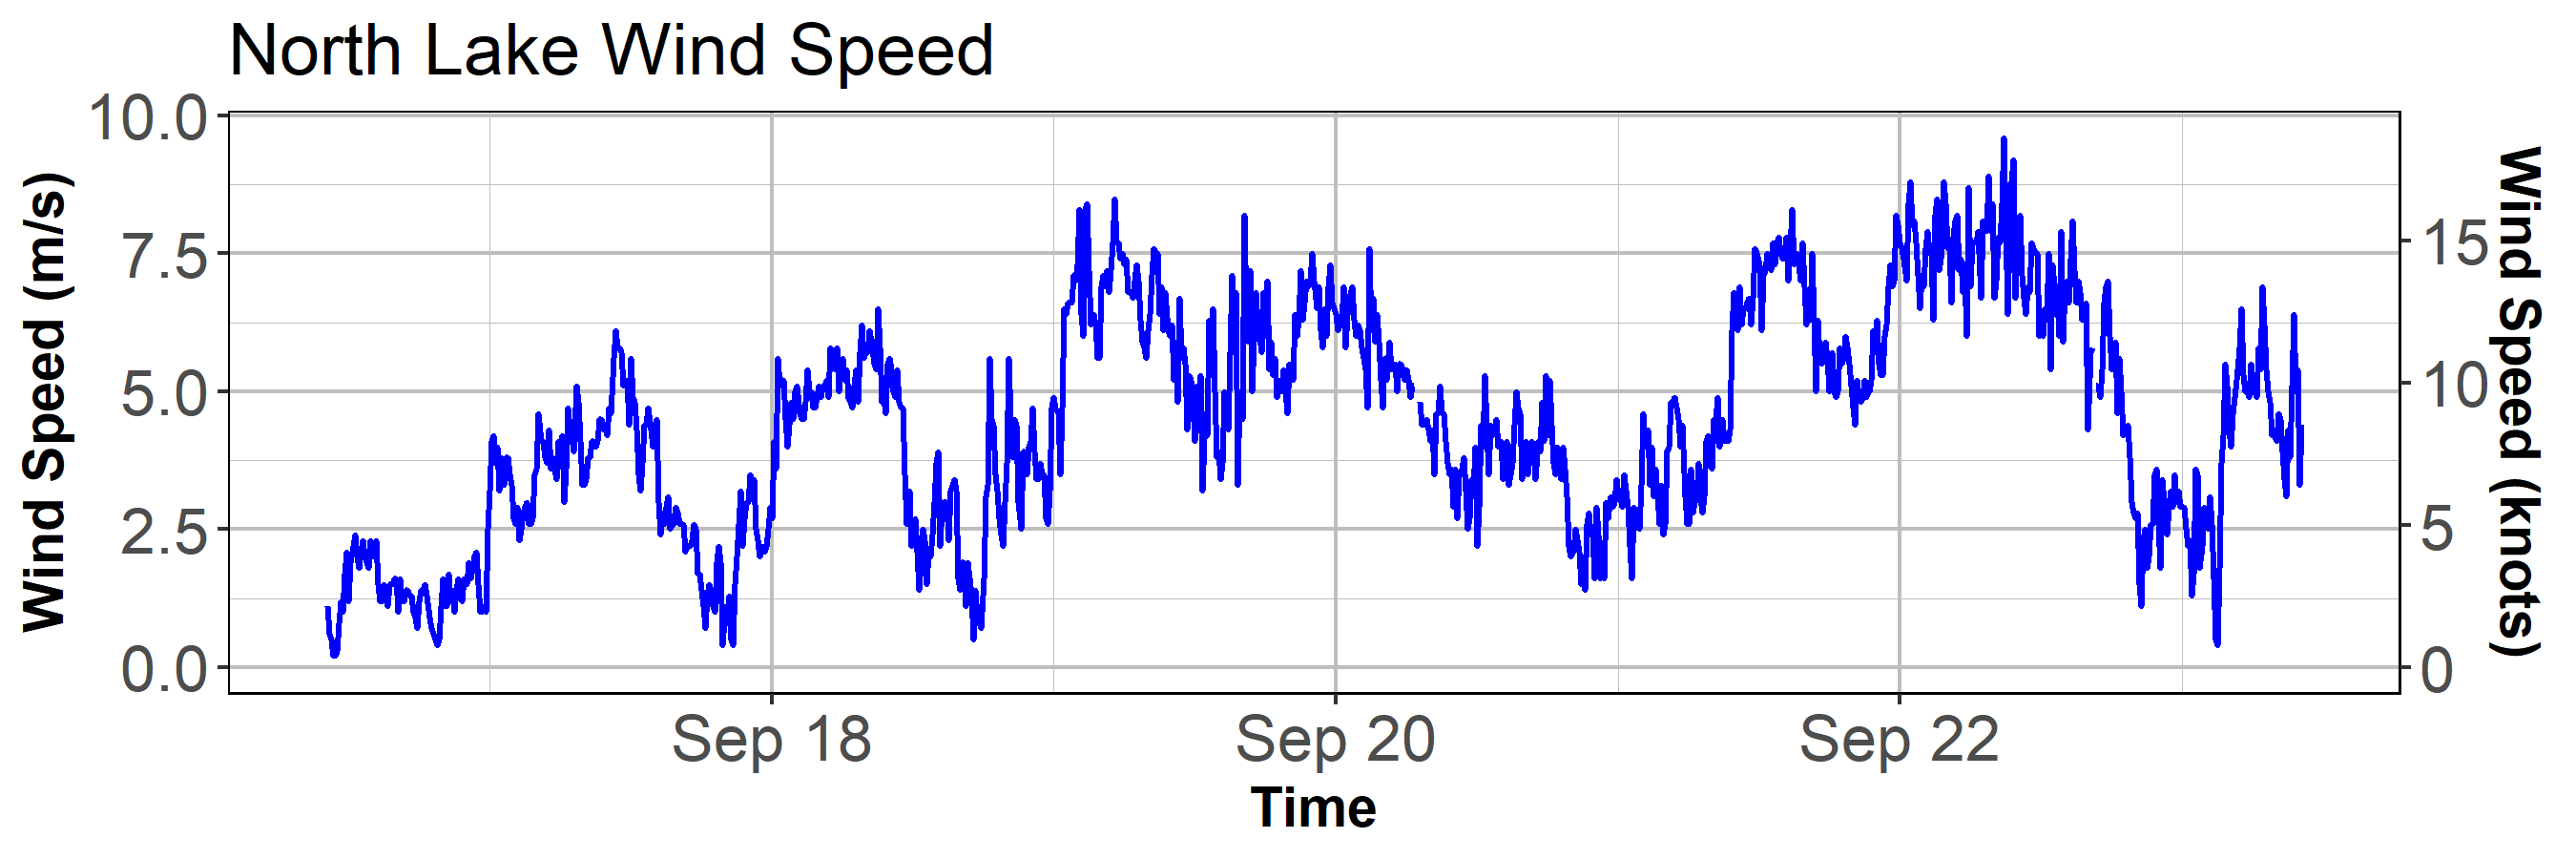 North Lake Wind Speed
10.0
7.5
5.0
2.5
0.0
Wind Speed (m/s)
15
10
5
0
Wind Speed (knots)
Sep 18
Sep 20
Sep 22
Time